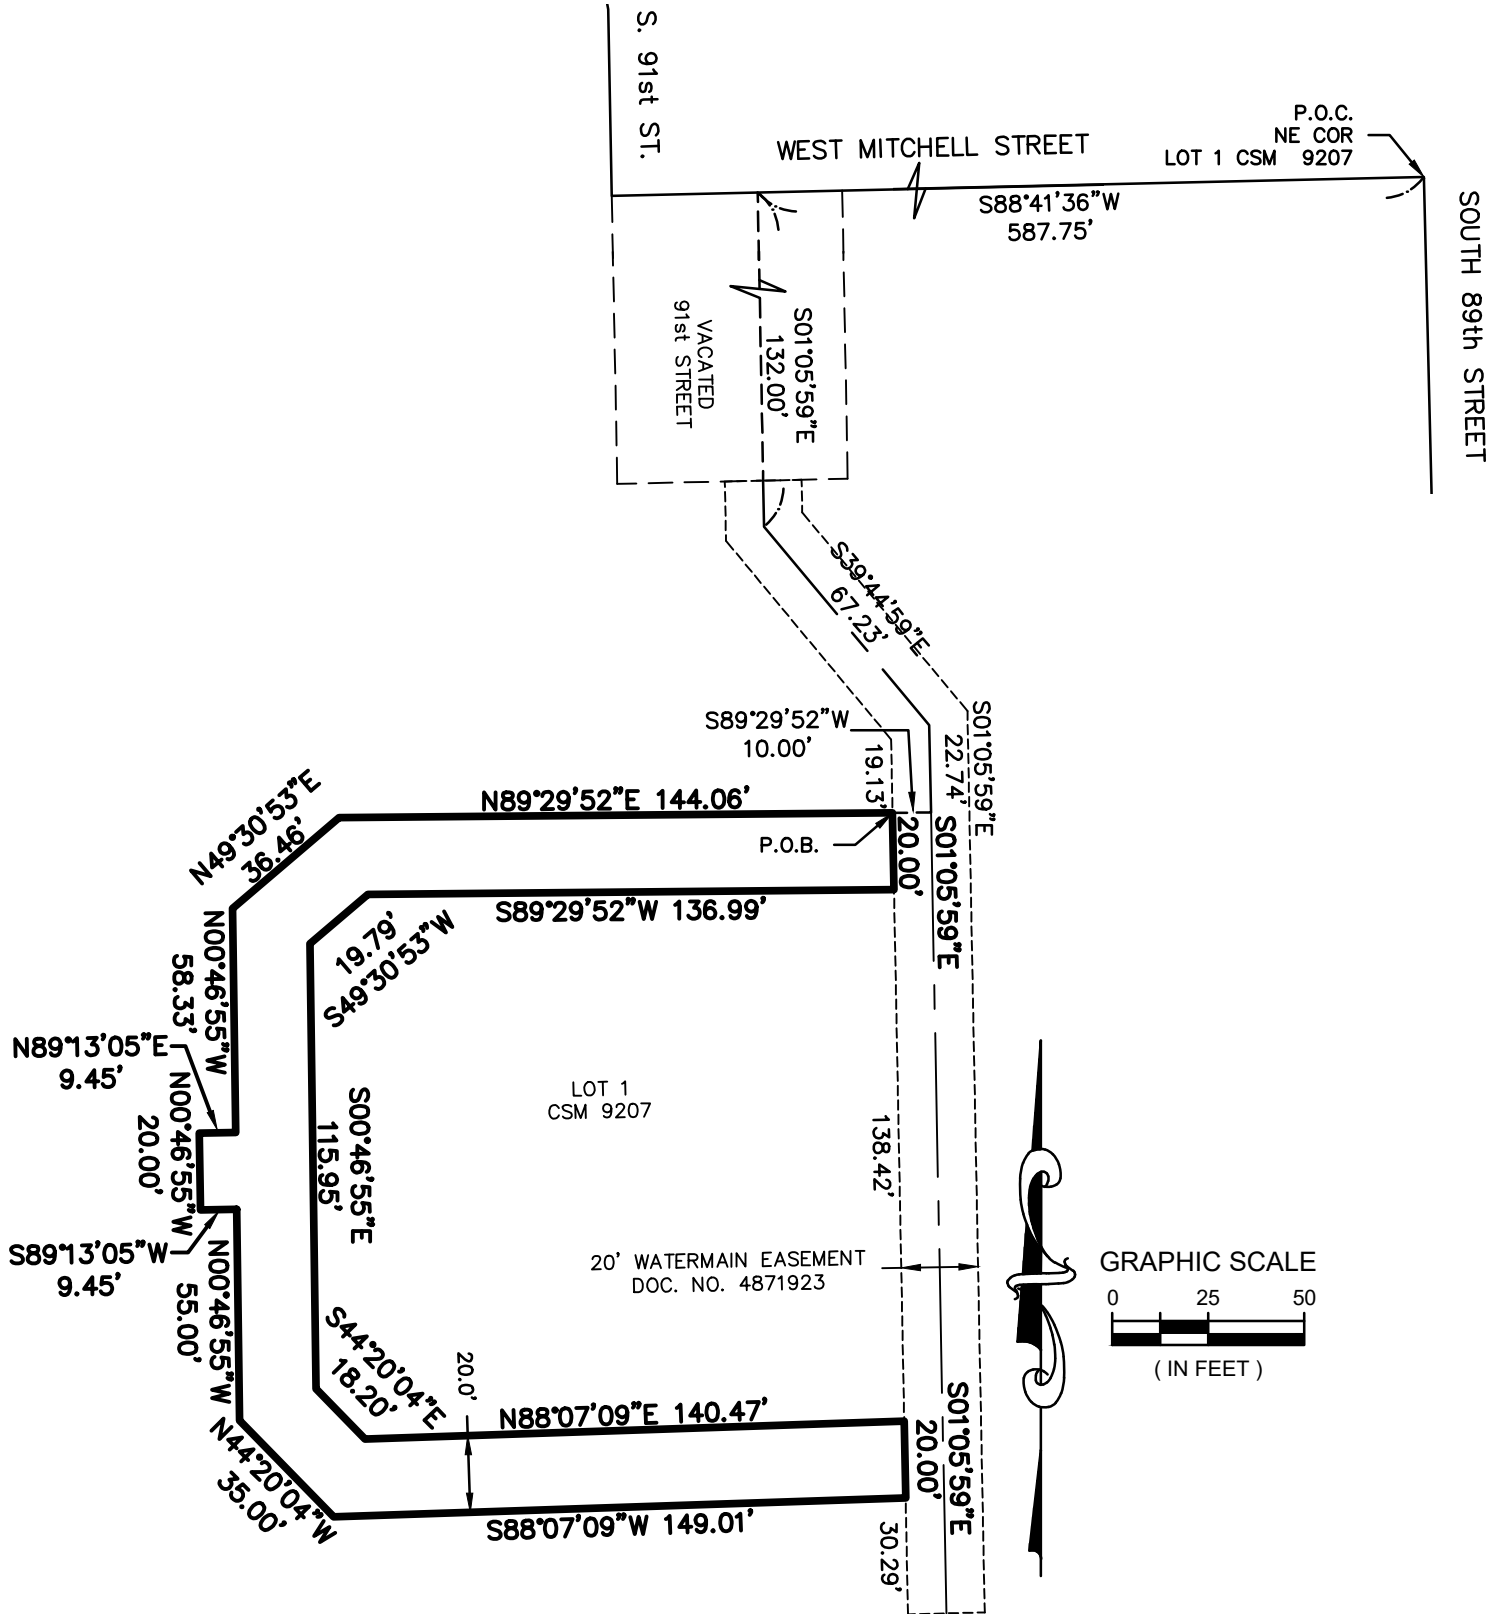 S. 91st ST.
WEST MITCHELL STREET
P.O.C.
NE COR
LOT 1 CSM 9207
SOUTH 89th STREET
S88°41'36"W
587.75'
VACATED
91st STREET
S01°05'59"E
132.00'
S39°44'59"E
67.23'
S89°29'52"W
10.00'
19.13'
S01°05'59"E
22.74'
N89°29'52"E 144.06'
P.O.B.
20.00'
S01°05'59"E
N49°30'53"E
36.46'
S89°29'52"W 136.99'
19.79'
S49°30'53"W
N00°46'55"W
58.33'
N89°13'05"E
9.45'
N00°46'55"W
20.00'
S89°13'05"W
9.45'
S00°46'55"E
115.95'
LOT 1
CSM 9207
138.42'
20' WATERMAIN EASEMENT
DOC. NO. 4871923
GRAPHIC SCALE
0 25 50
( IN FEET )
N00°46'55"W
55.00'
S44°20'04"E
18.20'
20.0'
N88°07'09"E 140.47'
S01°05'59"E
20.00'
N44°20'04"W
35.00'
S88°07'09"W 149.01'
30.29'